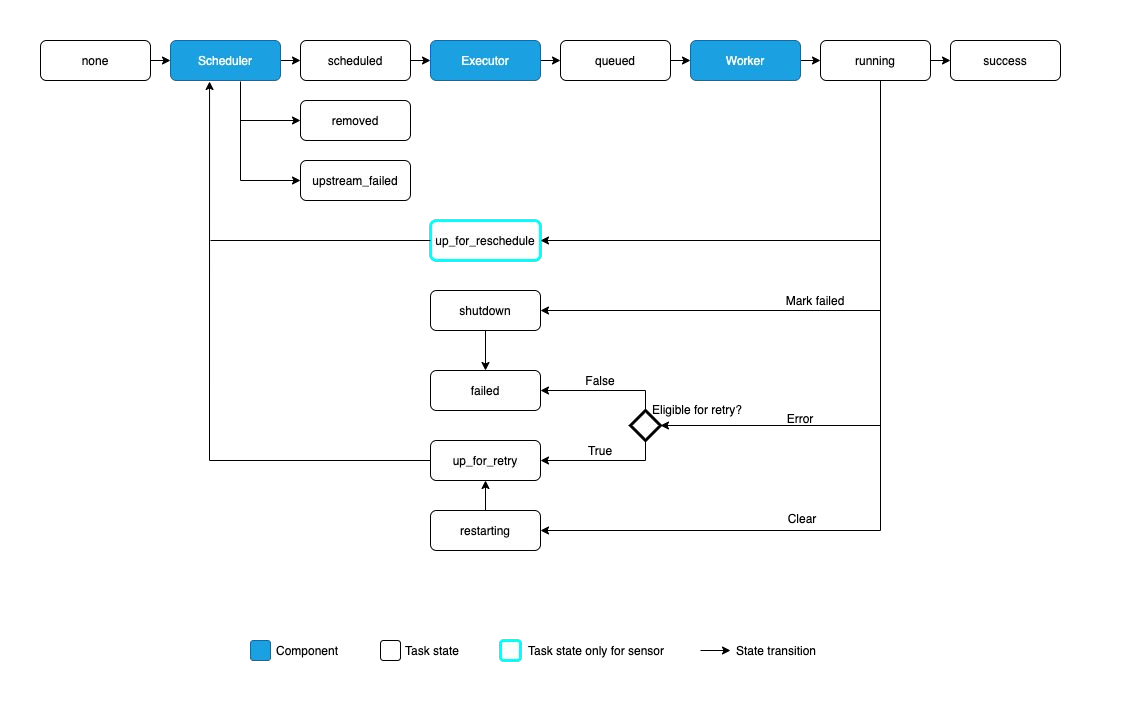 none
Scheduler
scheduled
Executor
queued
Worker
running
success
removed
upstream_failed
up_for_reschedule
shutdown
Mark failed
failed
False
Eligible for retry?
Error
up_for_retry
True
restarting
Clear
Component
Task state
Task state only for sensor
State transition